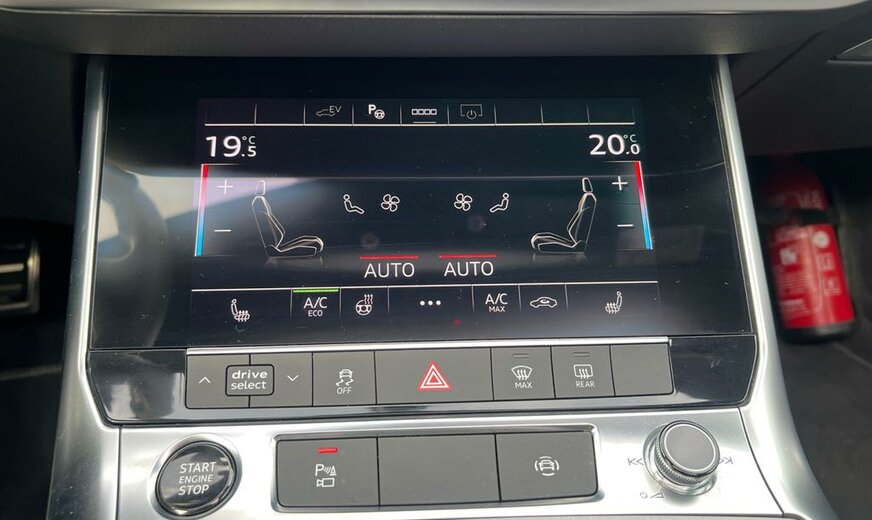 EV P
19.5°C 20.0°C
+ +
− −
AUTO AUTO
A/C ECO ••• A/C MAX
drive select OFF MAX REAR
START ENGINE STOP
P